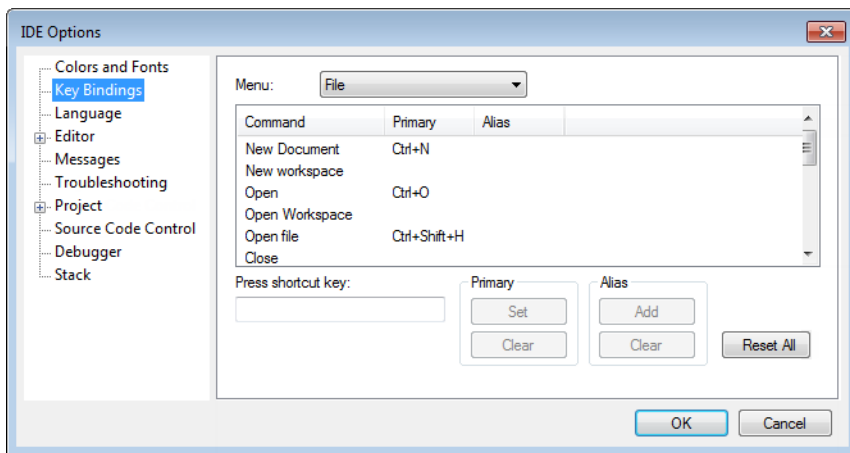 IDE Options
Colors and Fonts
Key Bindings
Language
Editor
Messages
Troubleshooting
Project
Source Code Control
Debugger
Stack
Menu: File
Command Primary Alias
New Document Ctrl+N
New workspace
Open Ctrl+O
Open Workspace
Open file Ctrl+Shift+H
Close
Press shortcut key: Primary Alias
Set Add
Clear Clear Reset All
OK Cancel